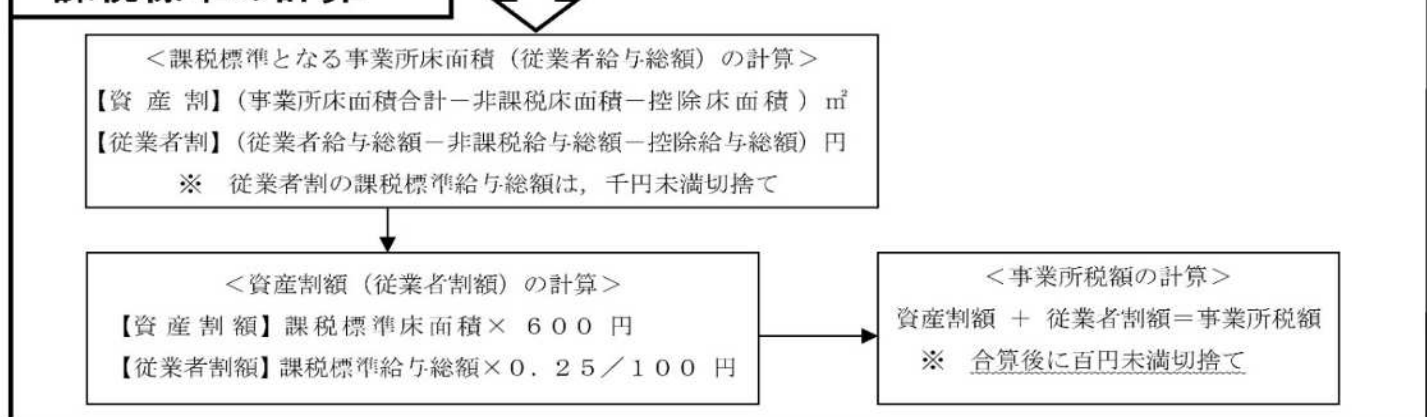 課税標準の計算
＜課税標準となる事業所床面積（従業者給与総額）の計算＞
【資 産 割】（事業所床面積合計－非課税床面積－控除床面積）㎡
【従業者割】（従業者給与総額－非課税給与総額－控除給与総額）円
※　従業者割の課税標準給与総額は，千円未満切捨て
＜資産割額（従業者割額）の計算＞
【資 産 割 額】課税標準床面積× ６００ 円
【従業者割額】課税標準給与総額×０．２５／１００ 円
＜事業所税額の計算＞
資産割額 ＋ 従業者割額＝事業所税額
※　合算後に百円未満切捨て